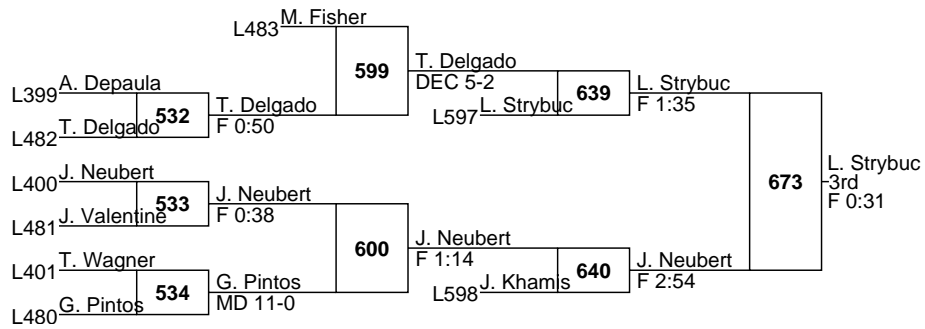 M. Fisher
L483
599
T. Delgado
DEC 5-2
A. Depaula
L399
532
T. Delgado
F 0:50
T. Delgado
L482
L. Strybuc
L597
639
L. Strybuc
F 1:35
J. Neubert
L400
533
J. Neubert
F 0:38
J. Valentine
L481
673
L. Strybuc
3rd
F 0:31
600
J. Neubert
F 1:14
T. Wagner
L401
534
G. Pintos
MD 11-0
G. Pintos
L480
J. Khamis
L598
640
J. Neubert
F 2:54